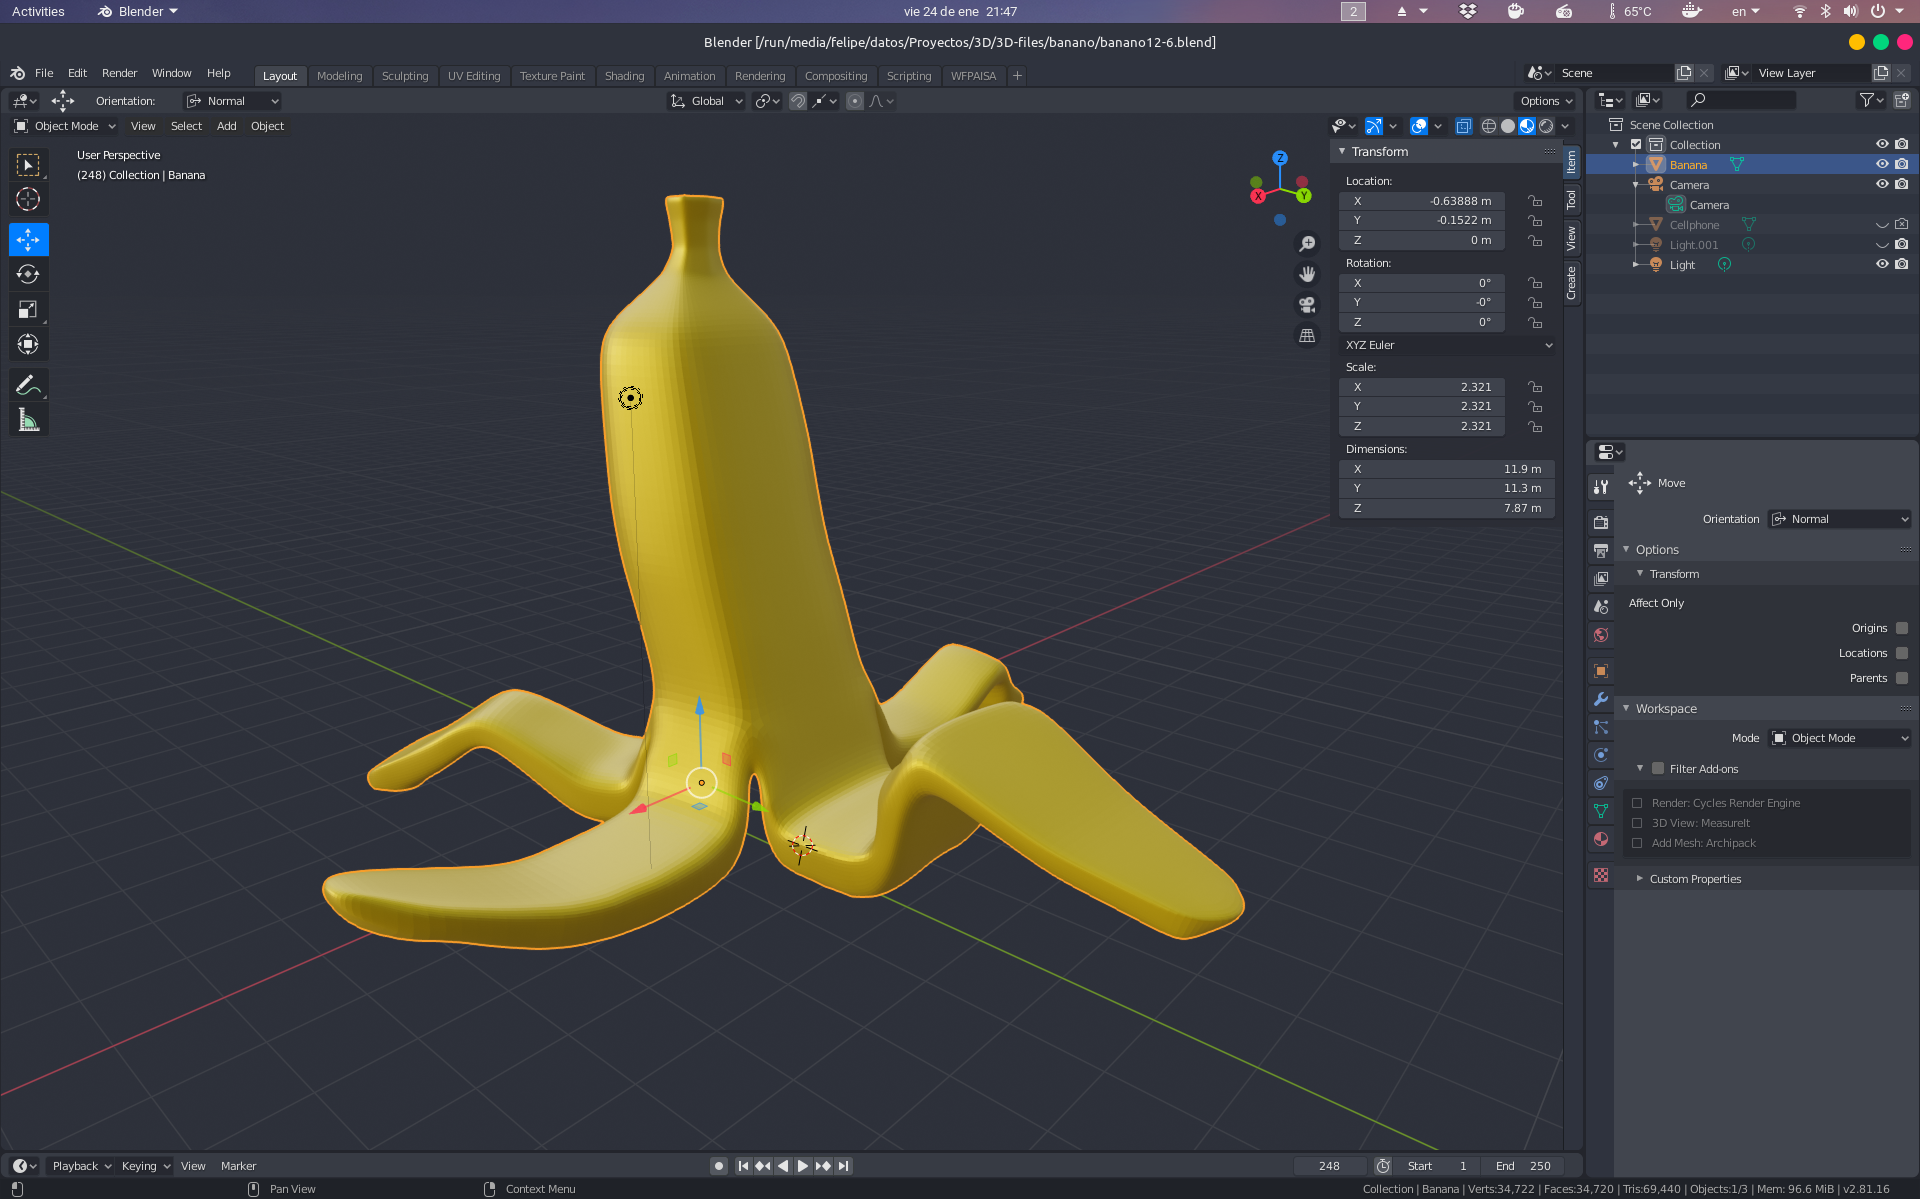 Activities Blender vie 24 de ene 21:47 2 65°C en
Blender [/run/media/felipe/datos/Proyectos/3D/3D-files/banano/banano12-6.blend]
File Edit Render Window Help Layout Modeling Sculpting UV Editing Texture Paint Shading Animation Rendering Compositing Scripting WFPAISA + Scene View Layer
Orientation: Normal Global Options
Object Mode View Select Add Object
User Perspective
(248) Collection | Banana
Z
X
Y
Transform
Location:
X -0.63888 m
Y -0.1522 m
Z 0 m
Rotation:
X 0°
Y -0°
Z 0°
XYZ Euler
Scale:
X 2.321
Y 2.321
Z 2.321
Dimensions:
X 11.9 m
Y 11.3 m
Z 7.87 m
Item
Tool
View
Create
Scene Collection
Collection
Banana
Camera
Camera
Cellphone
Light.001
Light
Move
Orientation Normal
Options
Transform
Affect Only
Origins
Locations
Parents
Workspace
Mode Object Mode
Filter Add-ons
Render: Cycles Render Engine
3D View: MeasureIt
Add Mesh: Archipack
Custom Properties
Playback Keying View Marker 248 Start 1 End 250
Pan View Context Menu Collection | Banana | Verts:34,722 | Faces:34,720 | Tris:69,440 | Objects:1/3 | Mem: 96.6 MiB | v2.81.16